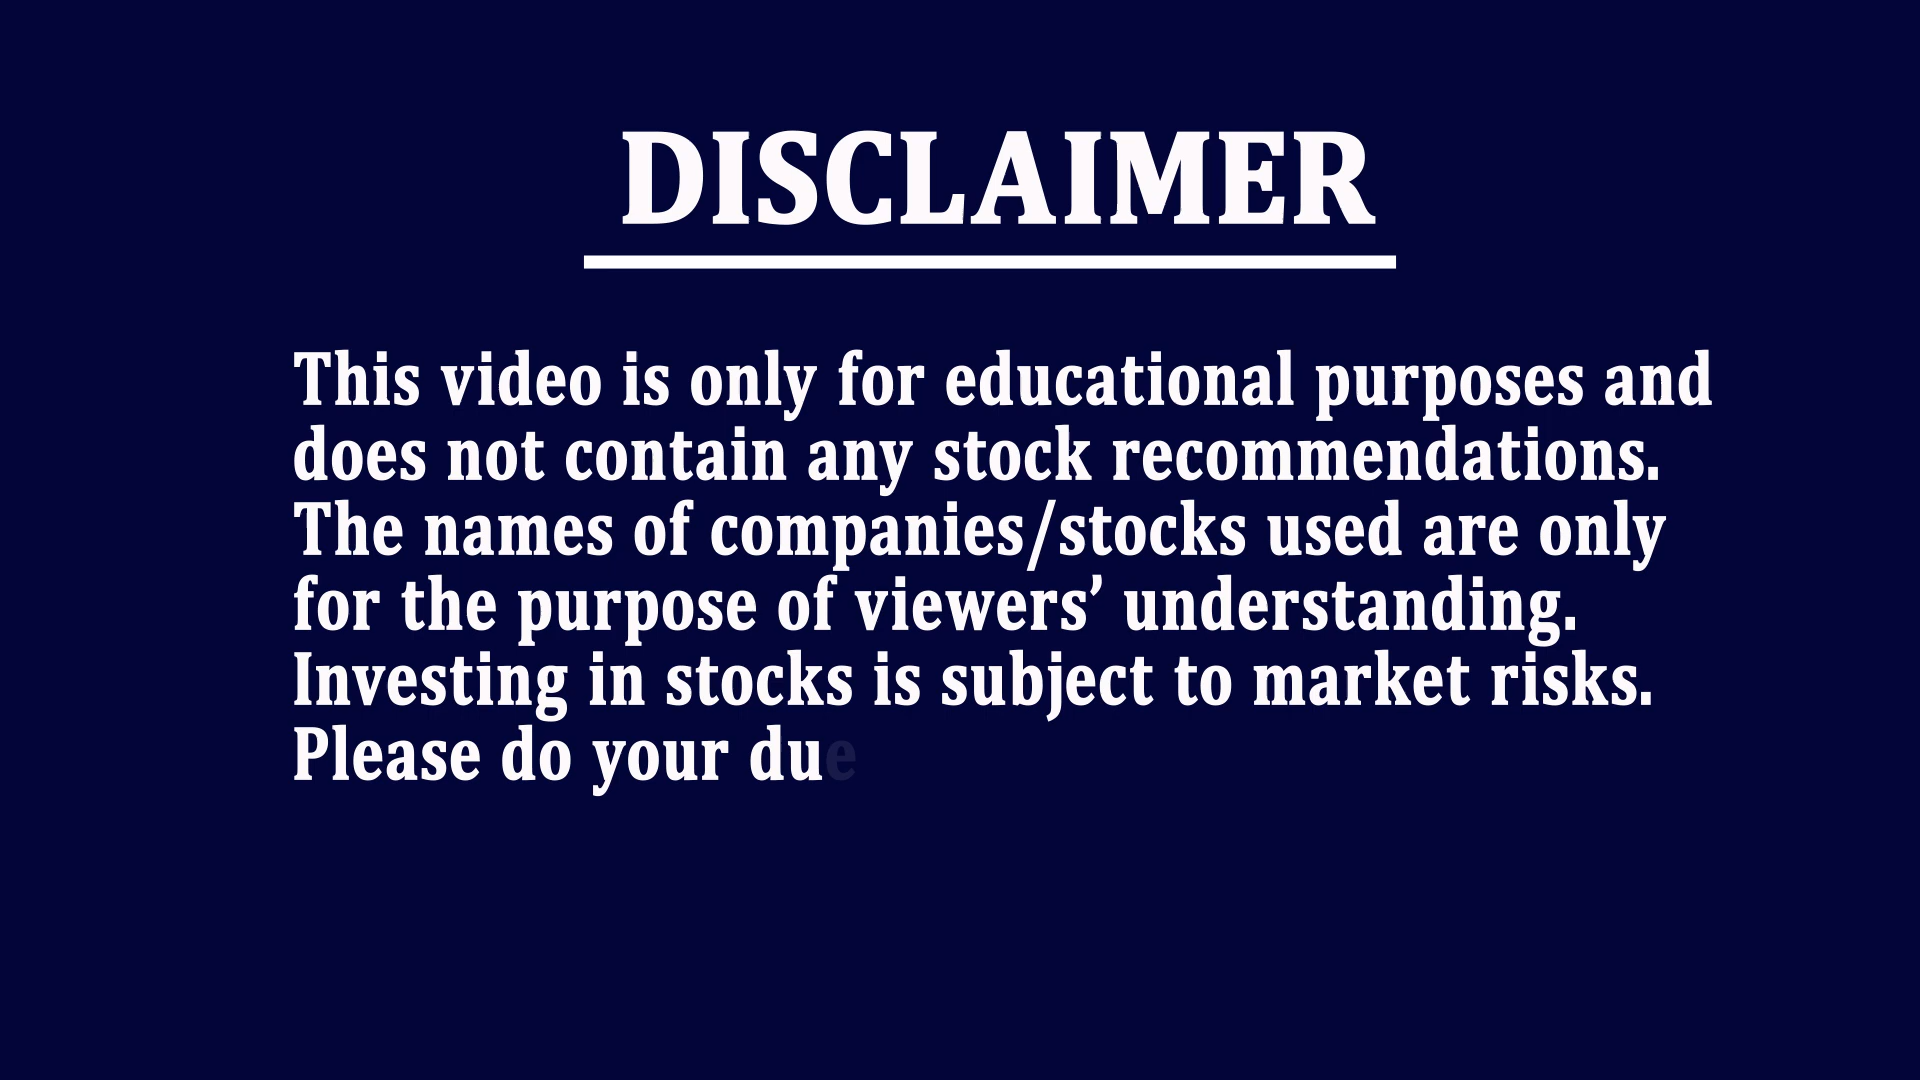 DISCLAIMER
This video is only for educational purposes and
does not contain any stock recommendations.
The names of companies/stocks used are only
for the purpose of viewers’ understanding.
Investing in stocks is subject to market risks.
Please do your due